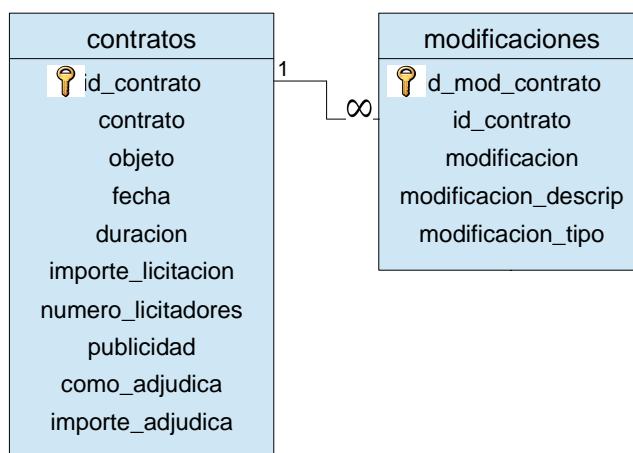 contratos
id_contrato
contrato
objeto
fecha
duracion
importe_licitacion
numero_licitadores
publicidad
como_adjudica
importe_adjudica
1
∞
modificaciones
d_mod_contrato
id_contrato
modificacion
modificacion_descrip
modificacion_tipo